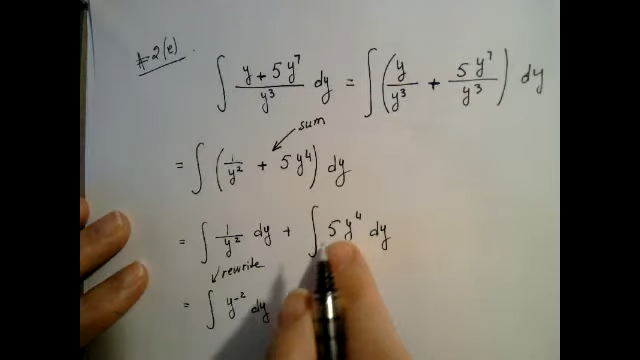 #2(e).
∫ (y + 5y⁷)/y³ dy = ∫ (y/y³ + 5y⁷/y³) dy
sum
= ∫ (1/y² + 5y⁴) dy
= ∫ 1/y² dy + ∫ 5y⁴ dy
rewrite
= ∫ y⁻² dy